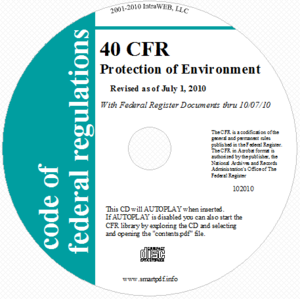 2001-2010 IntraWEB, LLC
code of
federal regulations
40 CFR
Protection of Environment
Revised as of July 1, 2010
With Federal Register Documents thru 10/07/10
The CFR is a codification of the
general and permanent rules
published in the Federal Register.
The CFR in Acrobat format is
authorized by the publisher, the
National Archives and Records
Administration's Office of The
Federal Register
102010
This CD will AUTOPLAY when inserted.
If AUTOPLAY is disabled you can also start the
CFR library by exploring the CD and selecting
and opening the "contents.pdf" file.
COMPACT
disc
www.smartpdf.info